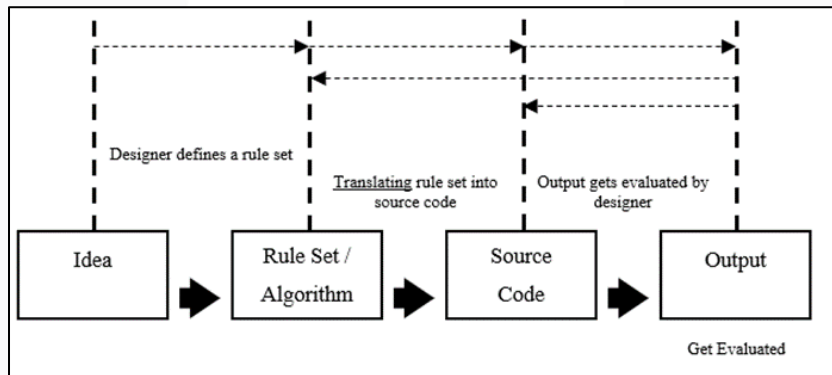 Designer defines a rule set
Translating rule set into
source code
Output gets evaluated by
designer
Idea
Rule Set /
Algorithm
Source
Code
Output
Get Evaluated